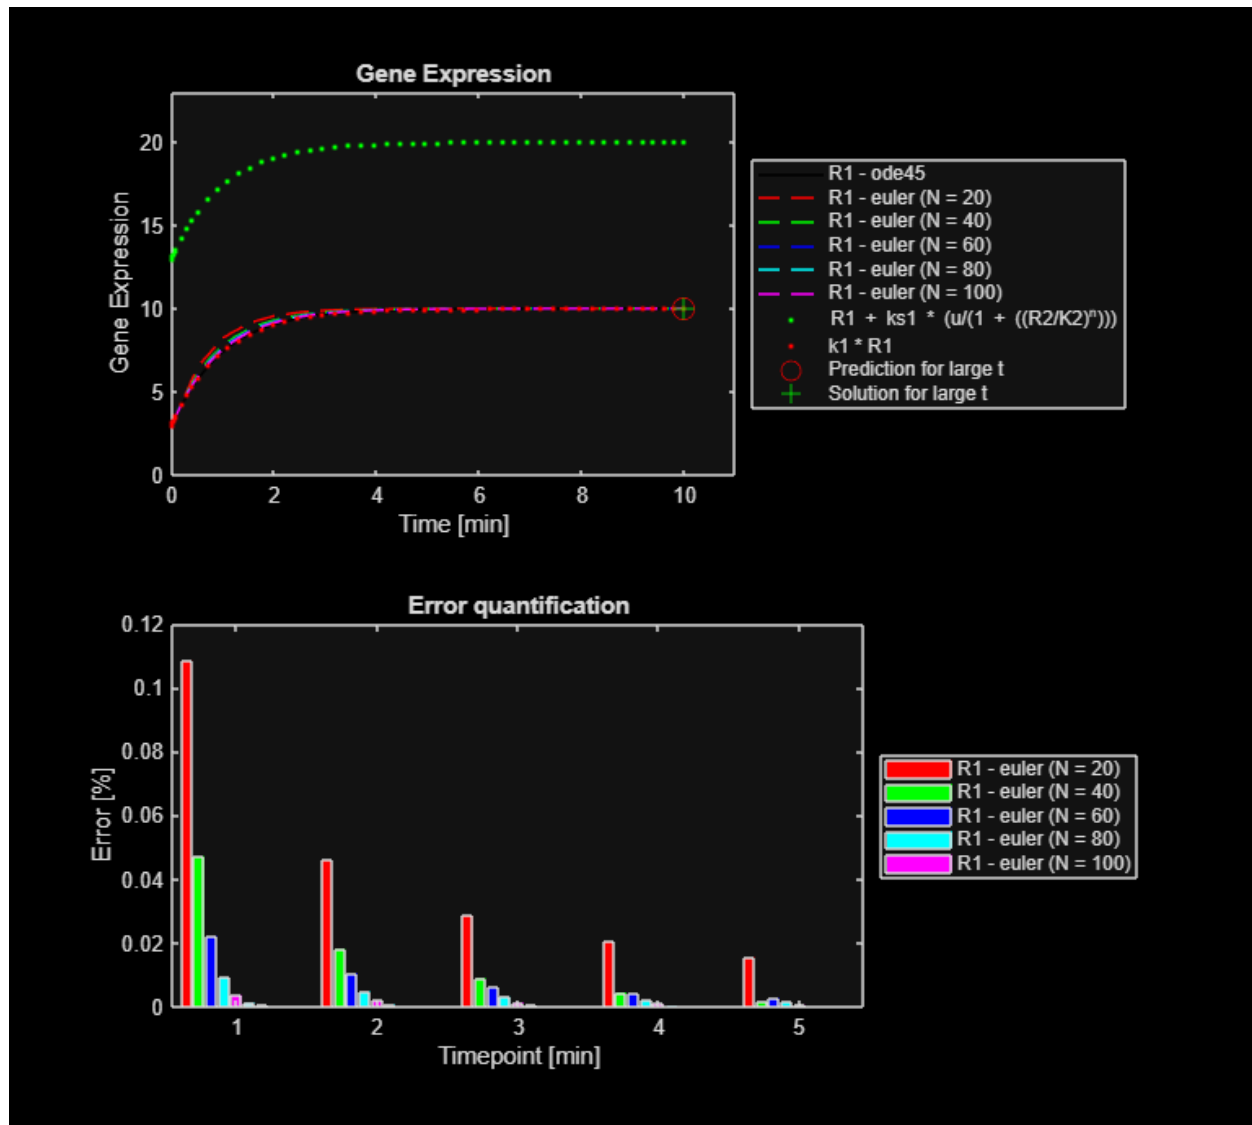 Gene Expression
20
15
10
5
0
Gene Expression
0 2 4 6 8 10
Time [min]
R1 - ode45
R1 - euler (N = 20)
R1 - euler (N = 40)
R1 - euler (N = 60)
R1 - euler (N = 80)
R1 - euler (N = 100)
R1 + ks1 * (u/(1 + ((R2/K2)ⁿ)))
k1 * R1
Prediction for large t
Solution for large t
Error quantification
0.12
0.1
0.08
0.06
0.04
0.02
0
Error [%]
1 2 3 4 5
Timepoint [min]
R1 - euler (N = 20)
R1 - euler (N = 40)
R1 - euler (N = 60)
R1 - euler (N = 80)
R1 - euler (N = 100)